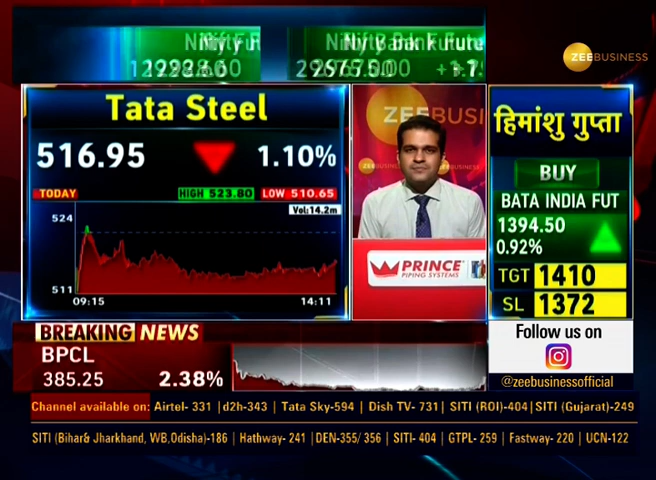 ZEEBUSINESS
Tata Steel
516.95
1.10%
TODAY
HIGH 523.80
LOW 510.65
Vol:14.2m
524
511
09:15
14:11
ZEEBUSI
PRINCE
PIPING SYSTEMS
हिमांशु गुप्ता
BUY
BATA INDIA FUT
1394.50
0.92%
TGT 1410
SL 1372
BREAKING NEWS
BPCL
385.25
2.38%
Follow us on
@zeebusinessofficial
Channel available on: Airtel- 331 |d2h-343 | Tata Sky-594 | Dish TV- 731| SITI (ROI)-404|SITI (Gujarat)-249
SITI (Bihar& Jharkhand, WB,Odisha)-186 | Hathway- 241 |DEN-355/ 356 | SITI- 404 | GTPL- 259 | Fastway- 220 | UCN-122